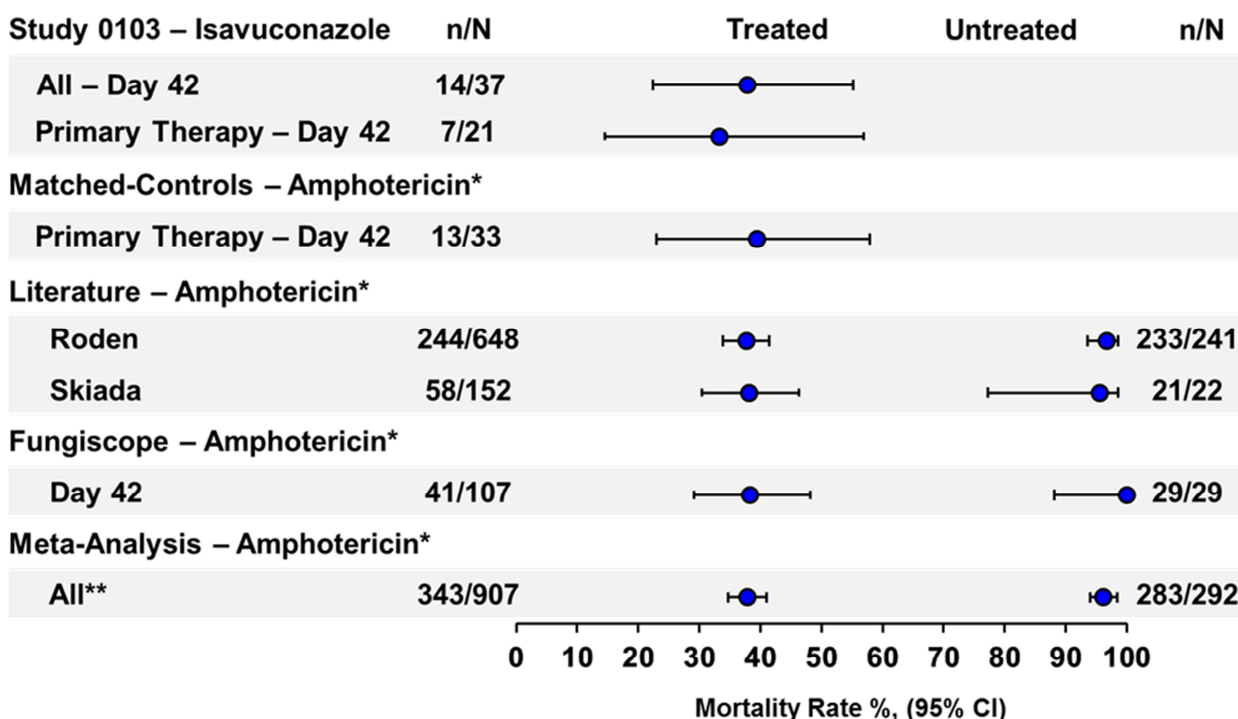 Study 0103 – Isavuconazole n/N Treated Untreated n/N
All – Day 42 14/37
Primary Therapy – Day 42 7/21
Matched-Controls – Amphotericin*
Primary Therapy – Day 42 13/33
Literature – Amphotericin*
Roden 244/648 233/241
Skiada 58/152 21/22
Fungiscope – Amphotericin*
Day 42 41/107 29/29
Meta-Analysis – Amphotericin*
All** 343/907 283/292
0 10 20 30 40 50 60 70 80 90 100
Mortality Rate %, (95% CI)